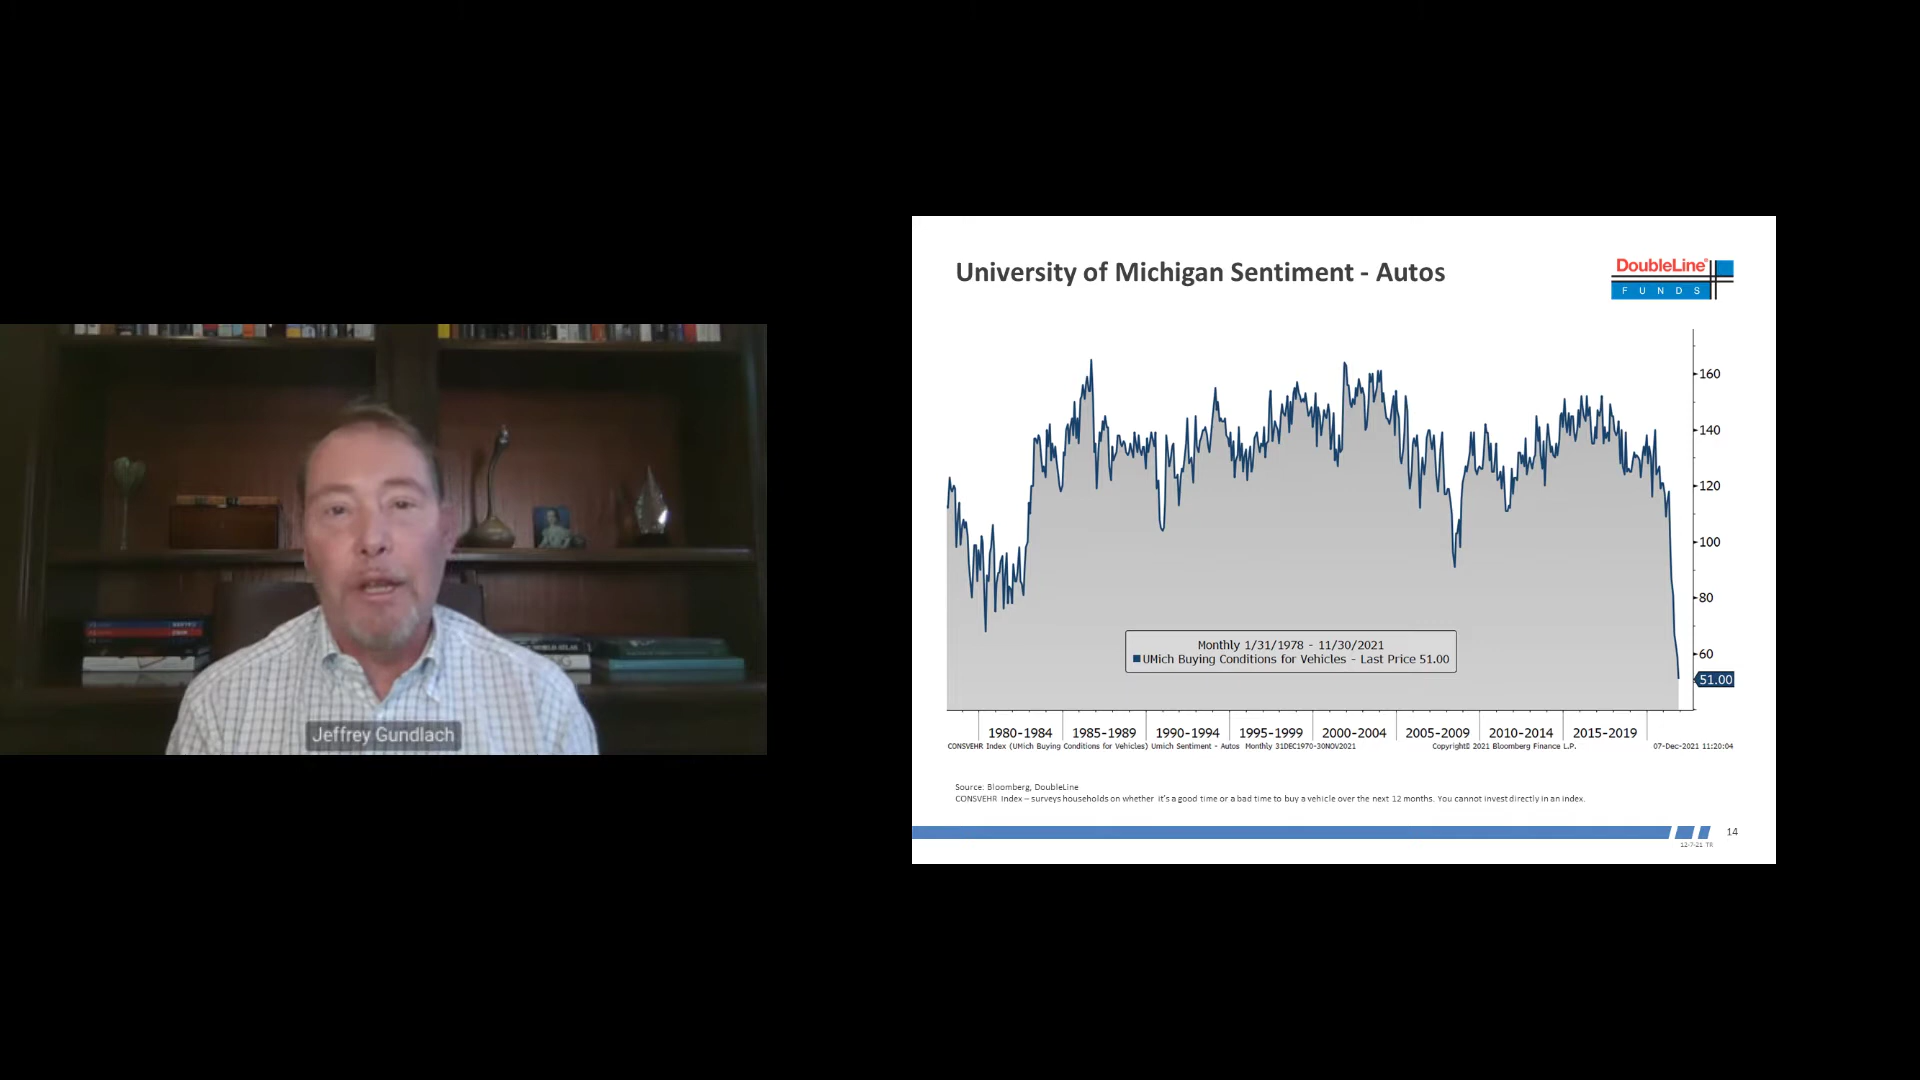 Jeffrey Gundlach
University of Michigan Sentiment - Autos
DoubleLine®
FUNDS
160
140
120
100
80
60
51.00
Monthly 1/31/1978 - 11/30/2021
UMich Buying Conditions for Vehicles - Last Price 51.00
1980-1984 1985-1989 1990-1994 1995-1999 2000-2004 2005-2009 2010-2014 2015-2019
CONSVEHR Index (UMich Buying Conditions for Vehicles) Umich Sentiment - Autos Monthly 31DEC1970-30NOV2021 Copyright© 2021 Bloomberg Finance L.P. 07-Dec-2021 11:20:04
Source: Bloomberg, DoubleLine
CONSVEHR Index – surveys households on whether it's a good time or a bad time to buy a vehicle over the next 12 months. You cannot invest directly in an index.
14
12-7-21 TR